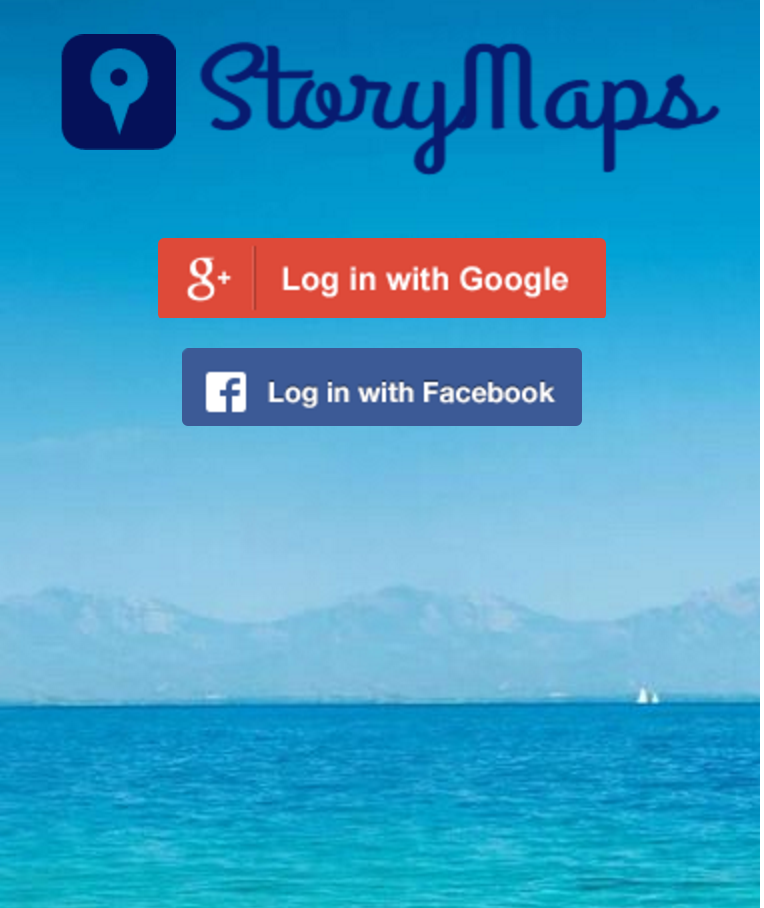 StoryMaps
g+ Log in with Google
f Log in with Facebook